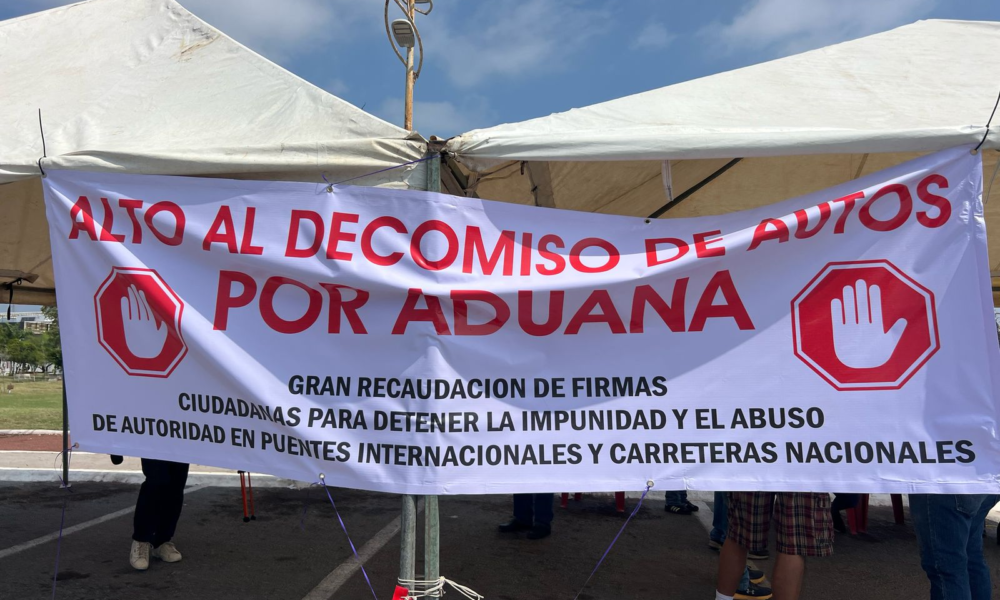 ALTO AL DECOMISO DE AUTOS
POR ADUANA
GRAN RECAUDACION DE FIRMAS
CIUDADANAS PARA DETENER LA IMPUNIDAD Y EL ABUSO
DE AUTORIDAD EN PUENTES INTERNACIONALES Y CARRETERAS NACIONALES